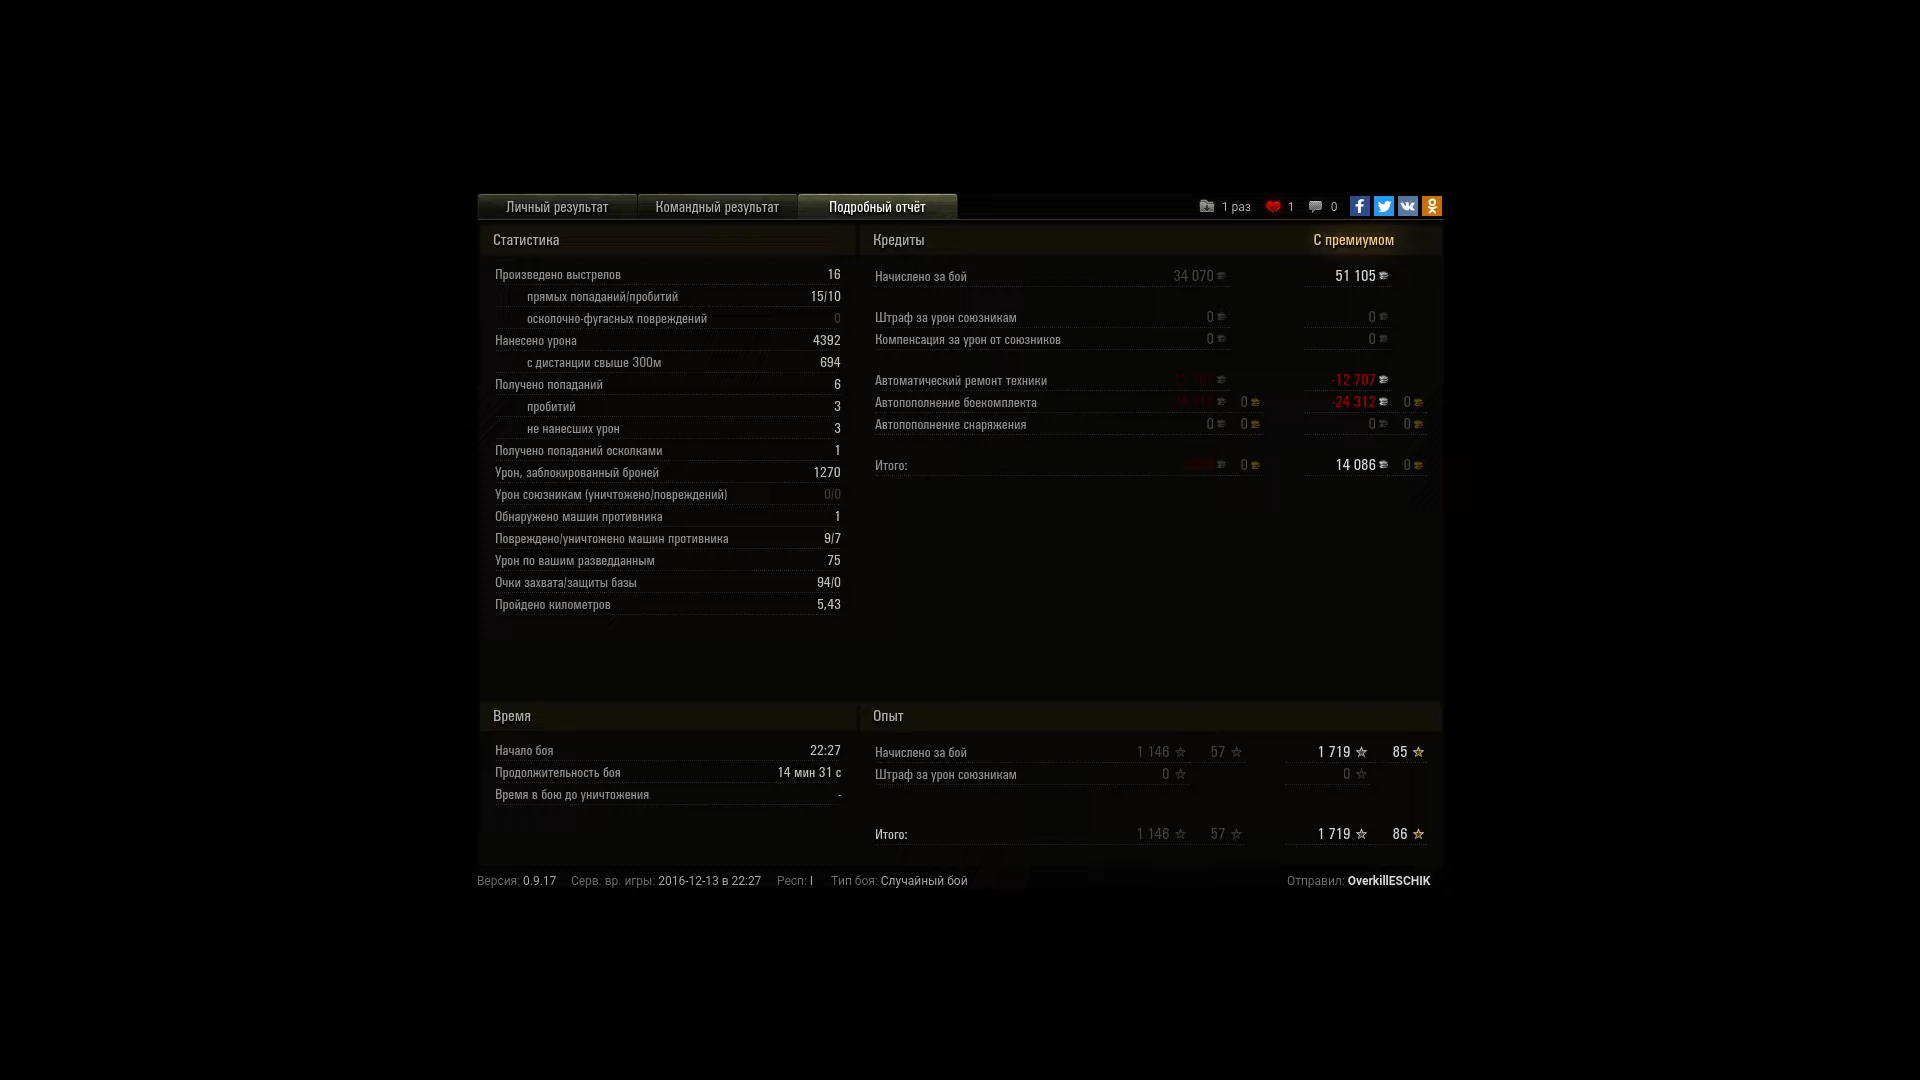 Личный результат Командный результат Подробный отчёт 1 раз 1 0
Статистика
Произведено выстрелов 16
прямых попаданий/пробитий 15/10
осколочно-фугасных повреждений 0
Нанесено урона 4392
с дистанции свыше 300м 694
Получено попаданий 6
пробитий 3
не нанесших урон 3
Получено попаданий осколками 1
Урон, заблокированный броней 1270
Урон союзникам (уничтожено/повреждений) 0/0
Обнаружено машин противника 1
Повреждено/уничтожено машин противника 9/7
Урон по вашим разведданным 75
Очки захвата/защиты базы 94/0
Пройдено километров 5,43
Кредиты С премиумом
Начислено за бой 34 070 51 105
Штраф за урон союзникам 0 0
Компенсация за урон от союзников 0 0
Автоматический ремонт техники -12 707
Автопополнение боекомплекта 0 -24 312 0
Автопополнение снаряжения 0 0 0 0
Итого: 0 14 086 0
Время
Начало боя 22:27
Продолжительность боя 14 мин 31 с
Время в бою до уничтожения -
Опыт
Начислено за бой 1 146 57 1 719 85
Штраф за урон союзникам 0 0
Итого: 1 146 57 1 719 86
Версия: 0.9.17 Серв. вр. игры: 2016-12-13 в 22:27 Респ: I Тип боя: Случайный бой Отправил: OverkillESCHIK